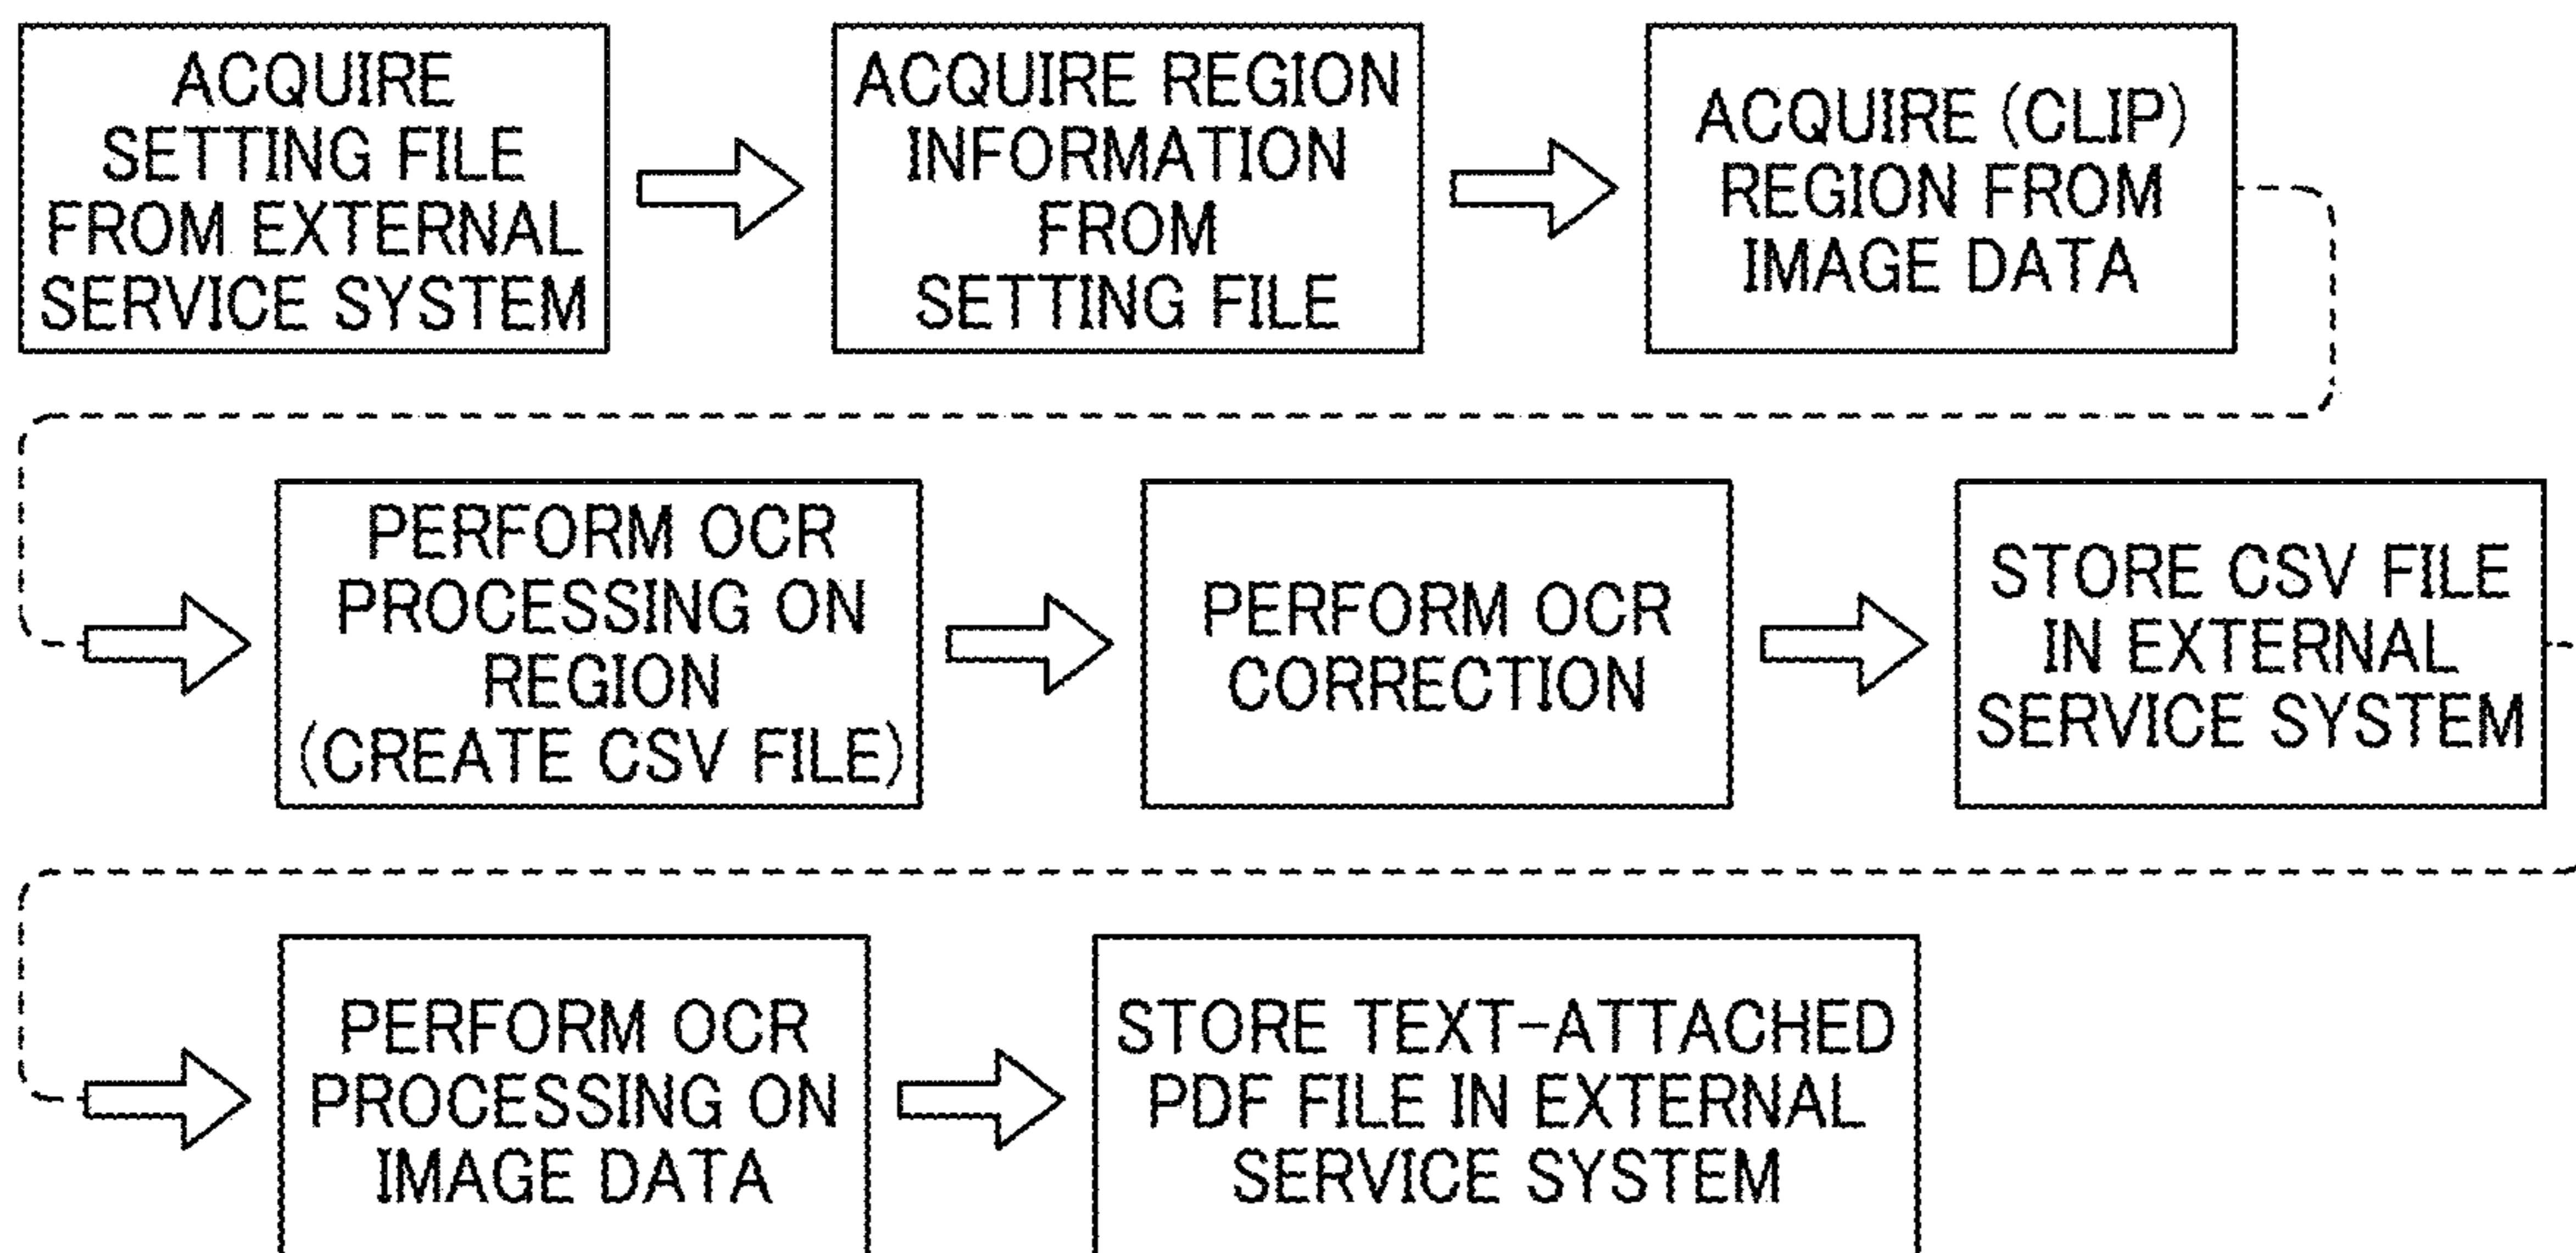 ACQUIRE
SETTING FILE
FROM EXTERNAL
SERVICE SYSTEM
ACQUIRE REGION
INFORMATION
FROM
SETTING FILE
ACQUIRE (CLIP)
REGION FROM
IMAGE DATA
PERFORM OCR
PROCESSING ON
REGION
(CREATE CSV FILE)
PERFORM OCR
CORRECTION
STORE CSV FILE
IN EXTERNAL
SERVICE SYSTEM
PERFORM OCR
PROCESSING ON
IMAGE DATA
STORE TEXT-ATTACHED
PDF FILE IN EXTERNAL
SERVICE SYSTEM